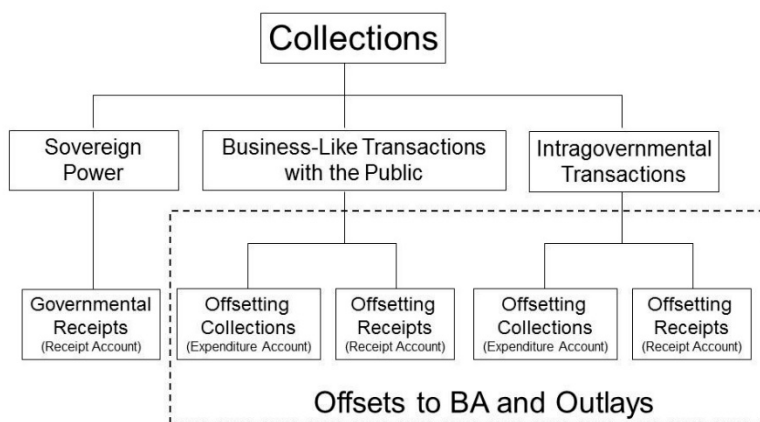 Collections
Sovereign
Power
Business-Like Transactions
with the Public
Intragovernmental
Transactions
Governmental
Receipts
(Receipt Account)
Offsetting
Collections
(Expenditure Account)
Offsetting
Receipts
(Receipt Account)
Offsetting
Collections
(Expenditure Account)
Offsetting
Receipts
(Receipt Account)
Offsets to BA and Outlays